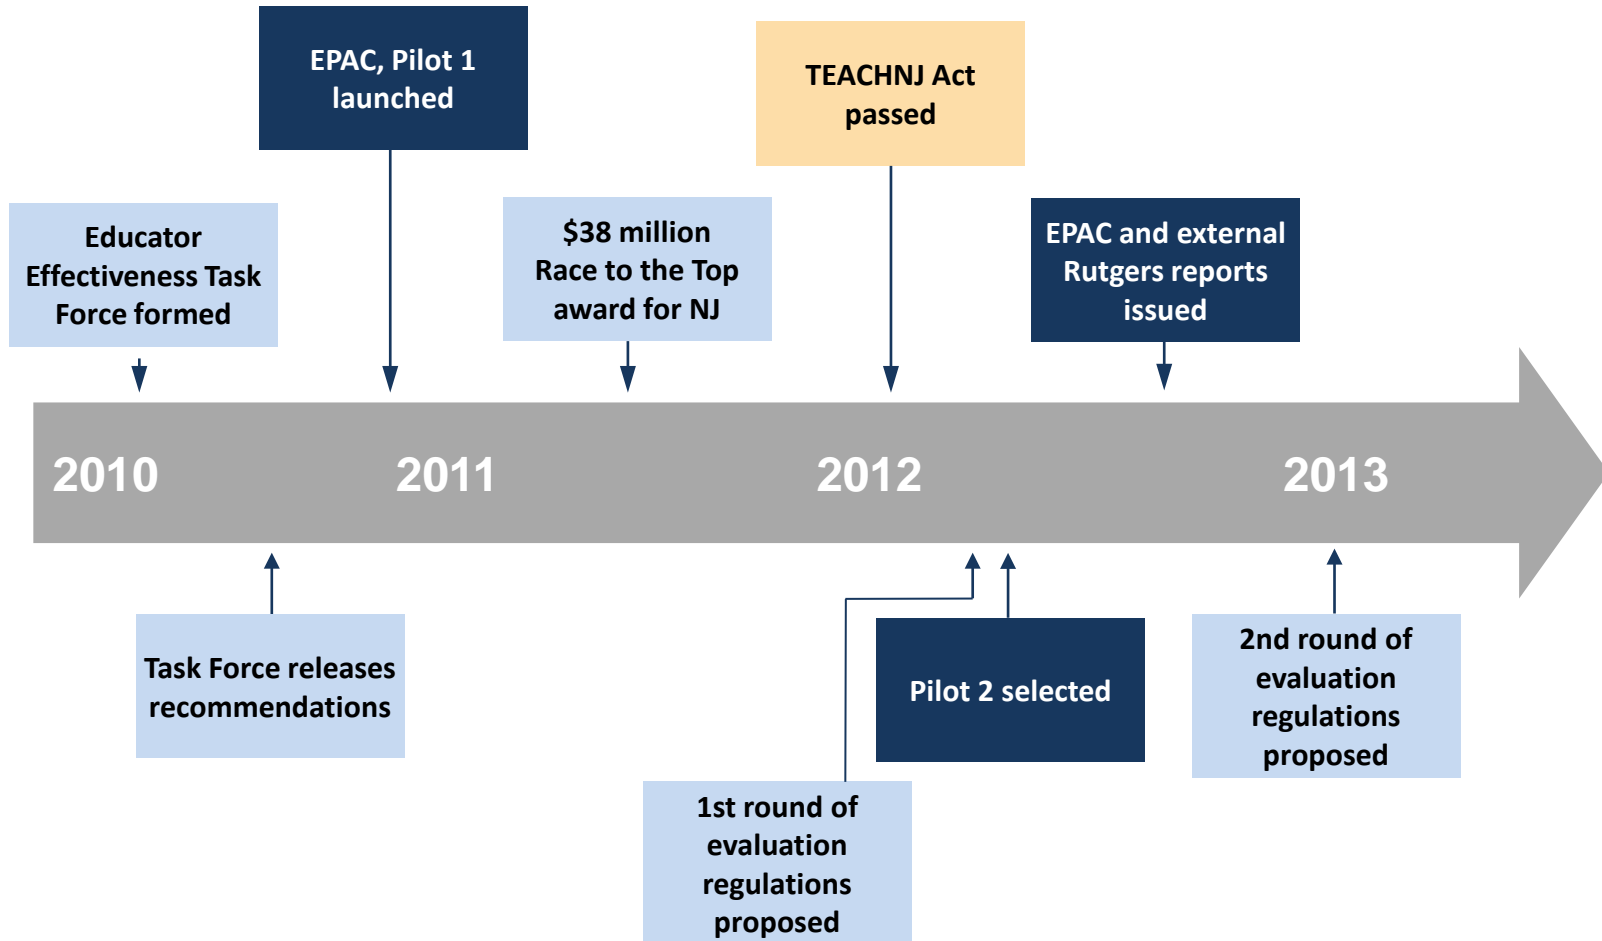 EPAC, Pilot 1
launched
TEACHNJ Act
passed
Educator
Effectiveness Task
Force formed
$38 million
Race to the Top
award for NJ
EPAC and external
Rutgers reports
issued
2010
2011
2012
2013
Task Force releases
recommendations
1st round of
evaluation
regulations
proposed
Pilot 2 selected
2nd round of
evaluation
regulations
proposed